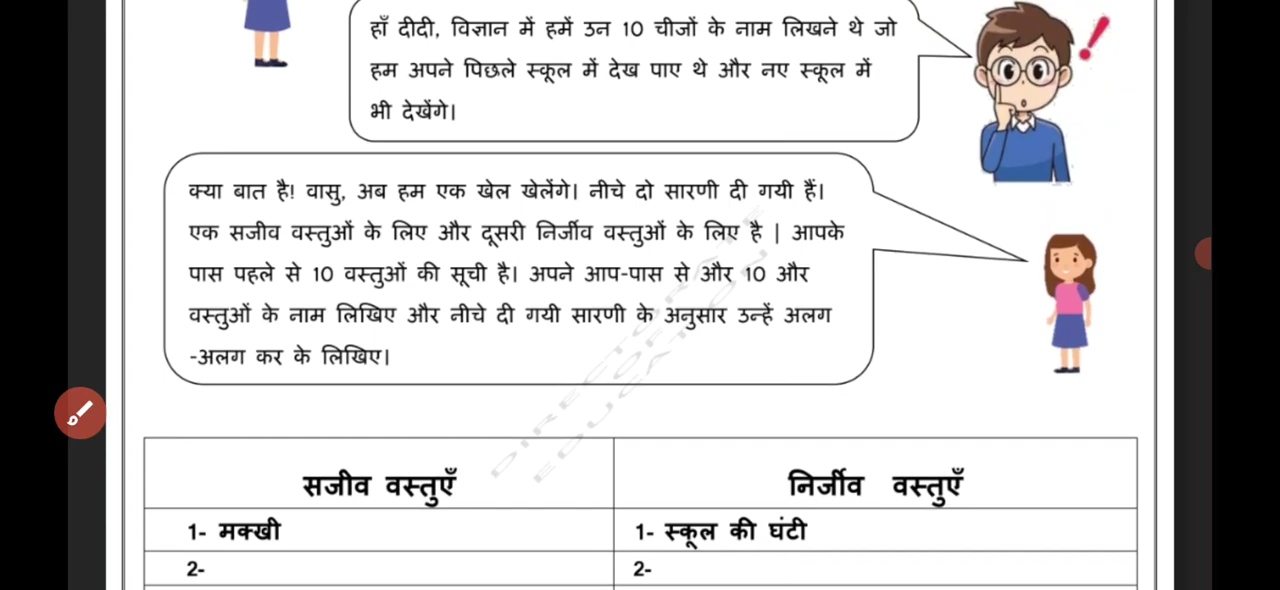 हाँ दीदी, विज्ञान में हमें उन 10 चीजों के नाम लिखने थे जो
हम अपने पिछले स्कूल में देख पाए थे और नए स्कूल में
भी देखेंगे।
क्या बात है! वासु, अब हम एक खेल खेलेंगे। नीचे दो सारणी दी गयी हैं।
एक सजीव वस्तुओं के लिए और दूसरी निर्जीव वस्तुओं के लिए है | आपके
पास पहले से 10 वस्तुओं की सूची है। अपने आप-पास से और 10 और
वस्तुओं के नाम लिखिए और नीचे दी गयी सारणी के अनुसार उन्हें अलग
-अलग कर के लिखिए।
सजीव वस्तुएँ
निर्जीव वस्तुएँ
1- मक्खी
1- स्कूल की घंटी
2-
2-